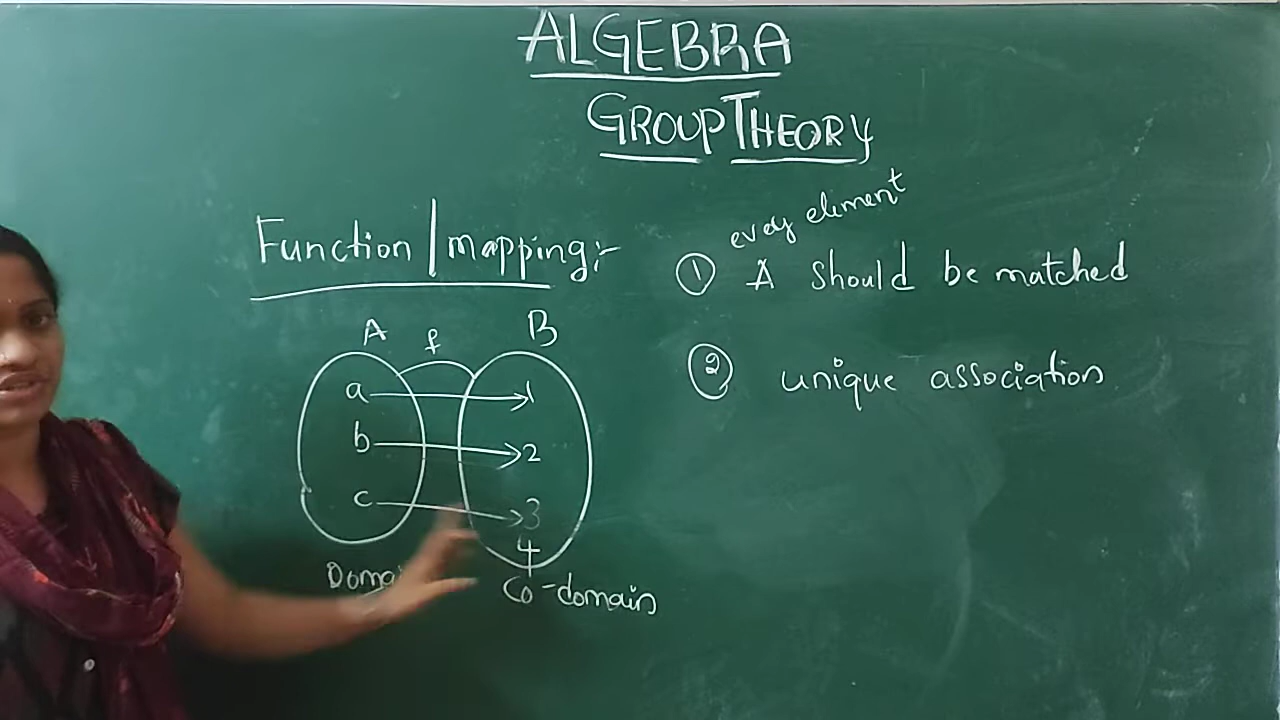 ALGEBRA
GROUP THEORY
Function | mapping :-
A f B
a 1
b 2
c 3
4
Co-domain
every element
① A should be matched
② unique association